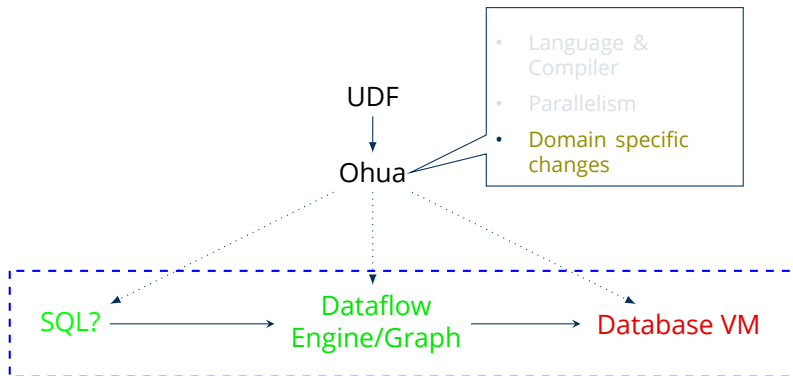 • Language &
Compiler
• Parallelism
• Domain specific
changes
UDF
Ohua
SQL?
Dataflow
Engine/Graph
Database VM